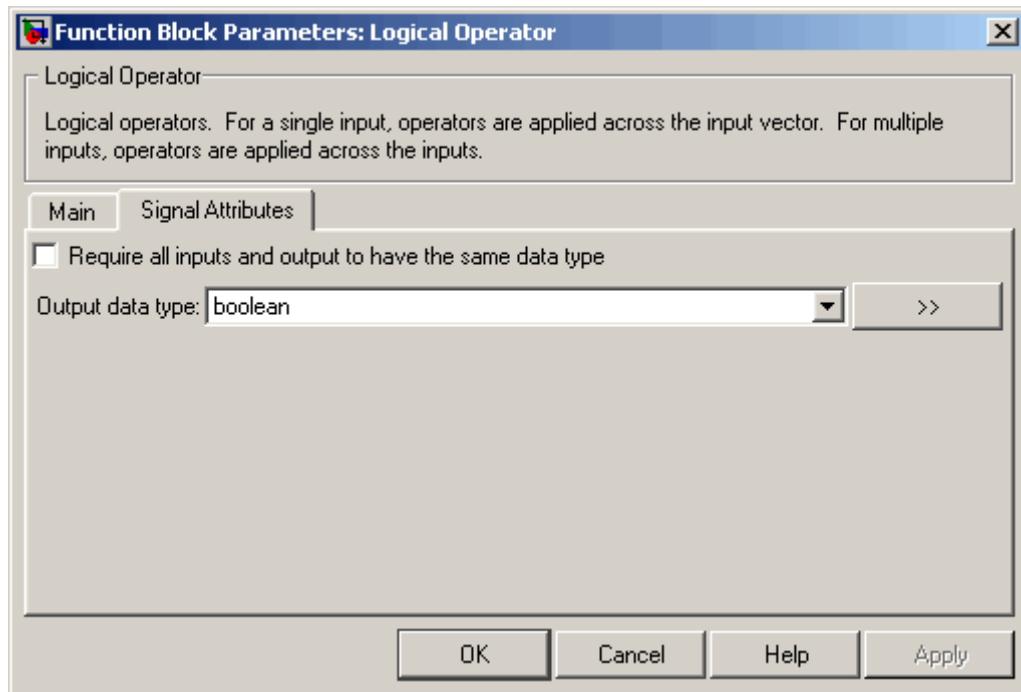 Function Block Parameters: Logical Operator
Logical Operator
Logical operators. For a single input, operators are applied across the input vector. For multiple
inputs, operators are applied across the inputs.
Main Signal Attributes
Require all inputs and output to have the same data type
Output data type: boolean >>
OK Cancel Help Apply